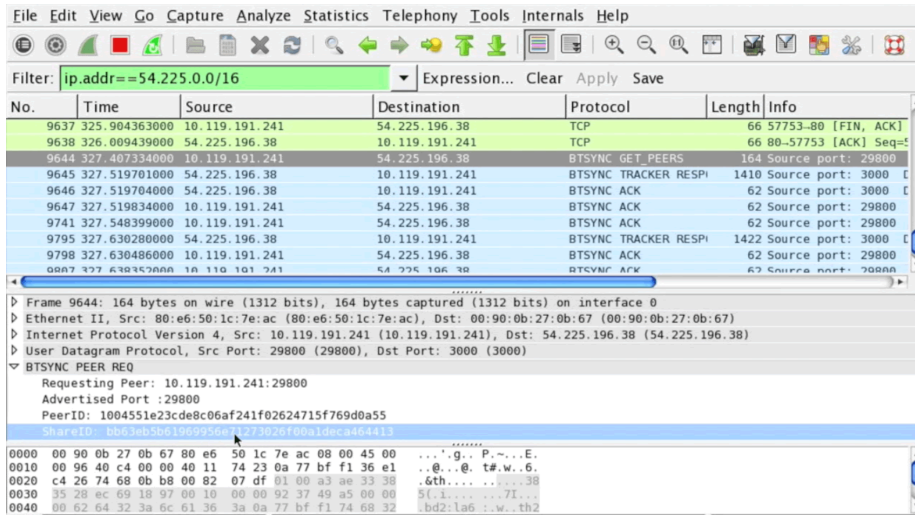 File Edit View Go Capture Analyze Statistics Telephony Tools Internals Help
Filter: ip.addr==54.225.0.0/16 Expression... Clear Apply Save
No. Time Source Destination Protocol Length Info
9637 325.904363000 10.119.191.241 54.225.196.38 TCP 66 57753→80 [FIN, ACK]
9638 326.009439000 54.225.196.38 10.119.191.241 TCP 66 80→57753 [ACK] Seq=
9644 327.407334000 10.119.191.241 54.225.196.38 BTSYNC GET_PEERS 164 Source port: 29800
9645 327.519701000 54.225.196.38 10.119.191.241 BTSYNC TRACKER RESP 1410 Source port: 3000
9646 327.519704000 54.225.196.38 10.119.191.241 BTSYNC ACK 62 Source port: 3000
9647 327.519834000 10.119.191.241 54.225.196.38 BTSYNC ACK 62 Source port: 29800
9741 327.548399000 10.119.191.241 54.225.196.38 BTSYNC ACK 62 Source port: 29800
9795 327.630280000 54.225.196.38 10.119.191.241 BTSYNC TRACKER RESP 1422 Source port: 3000
9798 327.630486000 10.119.191.241 54.225.196.38 BTSYNC ACK 62 Source port: 29800
9807 327.638352000 10.119.191.241 54.225.196.38 BTSYNC ACK 62 Source port: 29800
Frame 9644: 164 bytes on wire (1312 bits), 164 bytes captured (1312 bits) on interface 0
Ethernet II, Src: 80:e6:50:1c:7e:ac (80:e6:50:1c:7e:ac), Dst: 00:90:0b:27:0b:67 (00:90:0b:27:0b:67)
Internet Protocol Version 4, Src: 10.119.191.241 (10.119.191.241), Dst: 54.225.196.38 (54.225.196.38)
User Datagram Protocol, Src Port: 29800 (29800), Dst Port: 3000 (3000)
BTSYNC PEER REQ
Requesting Peer: 10.119.191.241:29800
Advertised Port :29800
PeerID: 1004551e23cde8c06af241f02624715f769d0a55
ShareID: bb63eb5b61969956e71273026f00a1deca464413
0000 00 90 0b 27 0b 67 80 e6 50 1c 7e ac 08 00 45 00 ...'.g.. P.~...E.
0010 00 96 40 c4 00 00 40 11 74 23 0a 77 bf f1 36 e1 ..@...@. t#.w..6.
0020 c4 26 74 68 0b b8 00 82 07 df 01 00 a3 ae 33 38 .&th.... ......38
0030 35 28 ec 69 18 97 00 10 00 00 92 37 49 a5 00 00 5(.i.... ...7I...
0040 00 62 64 32 3a 6c 61 36 3a 0a 77 bf f1 74 68 32 .bd2:la6 :.w..th2